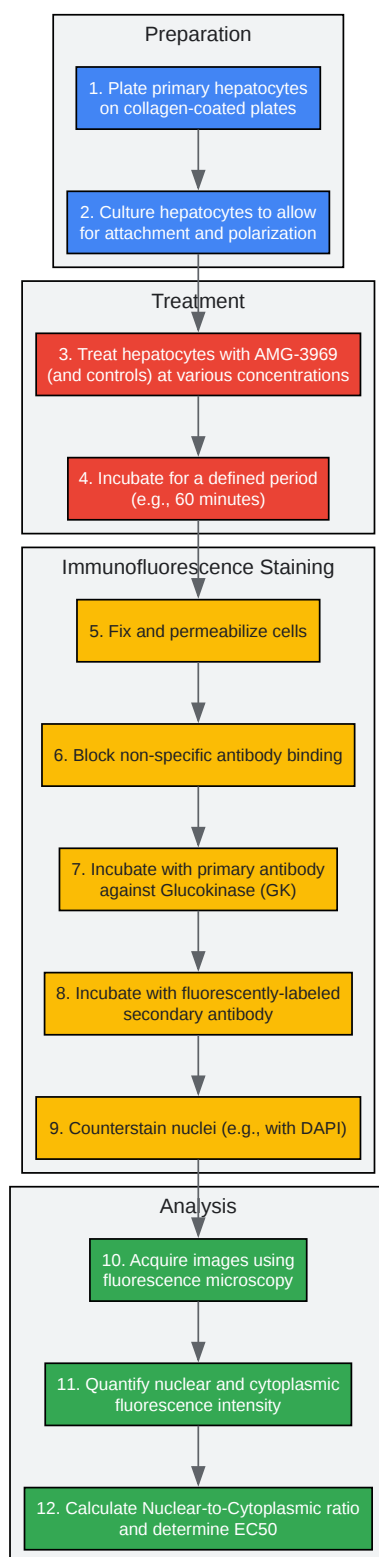 Preparation
1. Plate primary hepatocytes
on collagen-coated plates
2. Culture hepatocytes to allow
for attachment and polarization
Treatment
3. Treat hepatocytes with AMG-3969
(and controls) at various concentrations
4. Incubate for a defined period
(e.g., 60 minutes)
Immunofluorescence Staining
5. Fix and permeabilize cells
6. Block non-specific antibody binding
7. Incubate with primary antibody
against Glucokinase (GK)
8. Incubate with fluorescently-labeled
secondary antibody
9. Counterstain nuclei (e.g., with DAPI)
Analysis
10. Acquire images using
fluorescence microscopy
11. Quantify nuclear and cytoplasmic
fluorescence intensity
12. Calculate Nuclear-to-Cytoplasmic ratio
and determine EC50